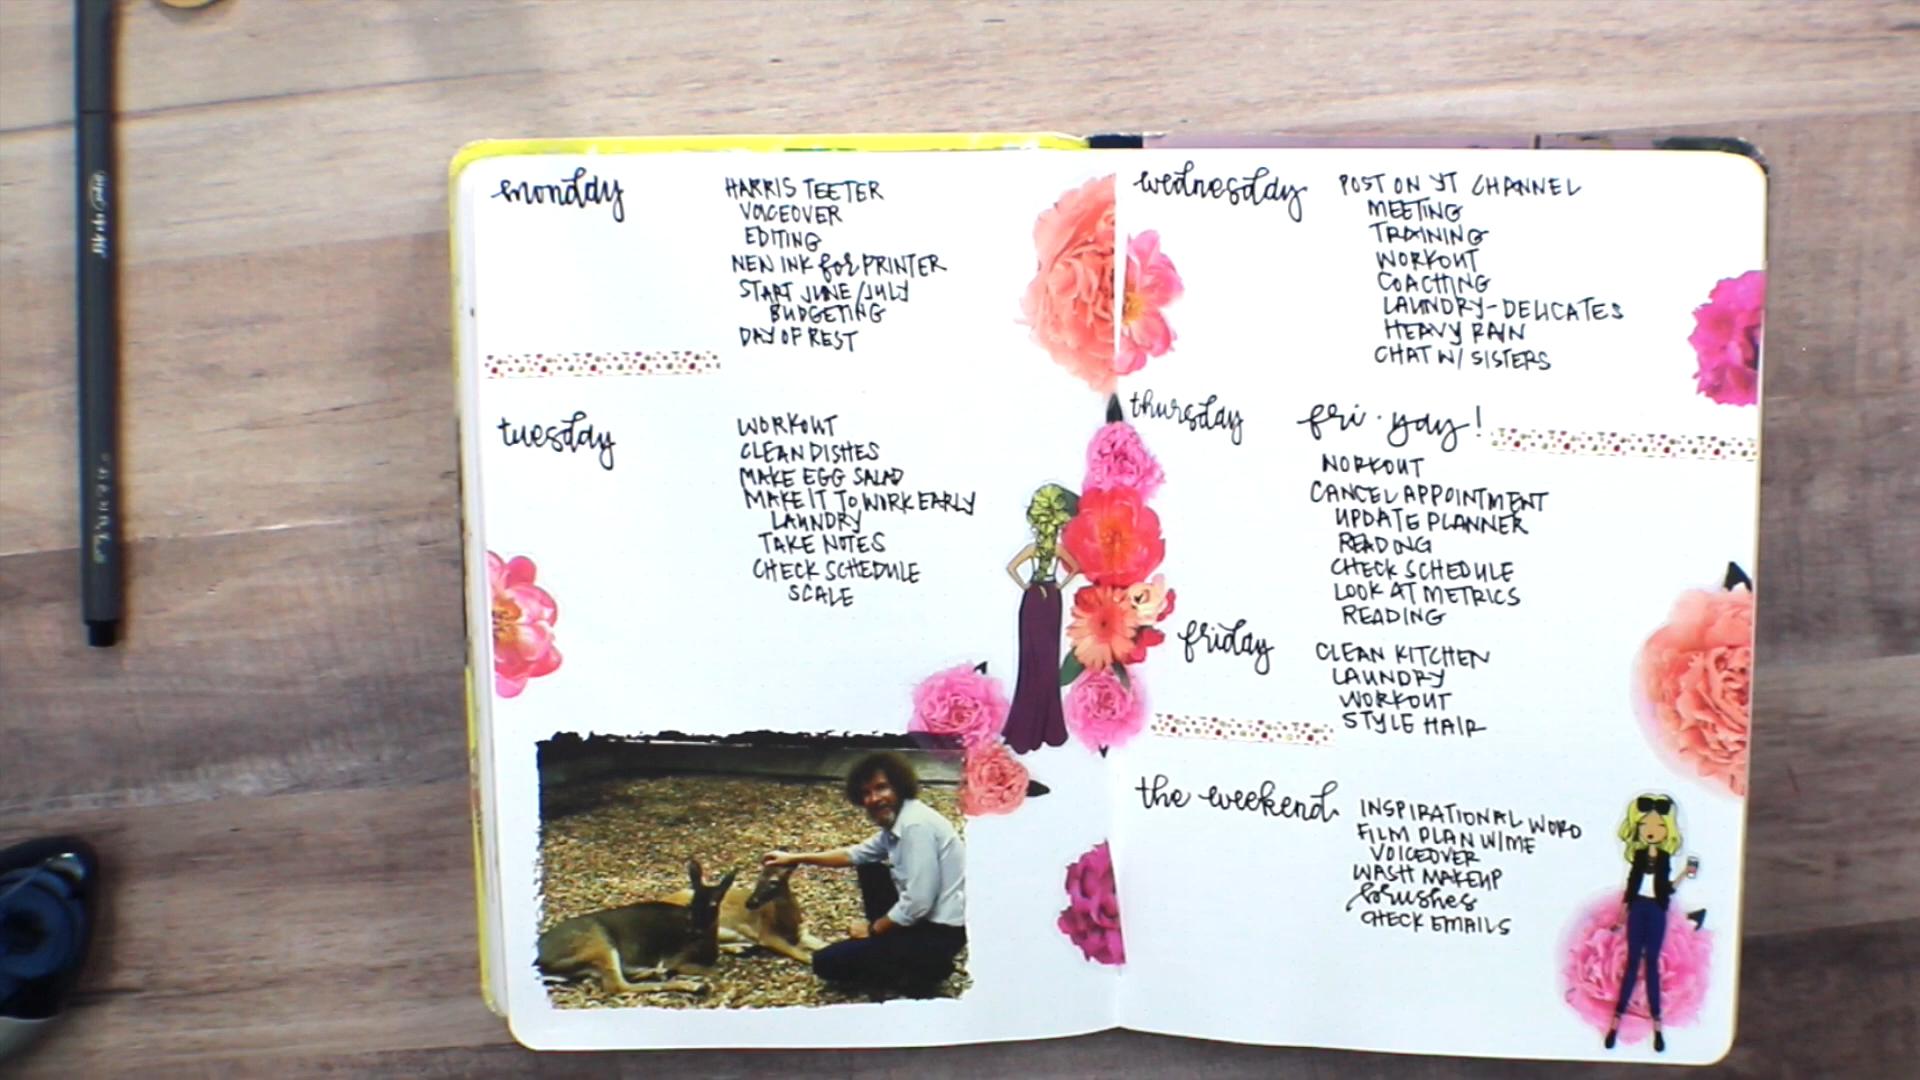 monday
HARRIS TEETER
VOICEOVER
EDITING
NEW INK for PRINTER
START JUNE/JULY
BUDGETING
DAY OF REST
tuesday
WORKOUT
CLEAN DISHES
MAKE EGG SALAD
MAKE IT TO WORK EARLY
LAUNDRY
TAKE NOTES
CHECK SCHEDULE
SCALE
wednesday
POST ON YT CHANNEL
MEETING
TRAINING
WORKOUT
COACHING
LAUNDRY-DELICATES
HEAVY RAIN
CHAT W/ SISTERS
thursday
fri·yay!
WORKOUT
CANCEL APPOINTMENT
UPDATE PLANNER
READING
CHECK SCHEDULE
LOOK AT METRICS
READING
friday
CLEAN KITCHEN
LAUNDRY
WORKOUT
STYLE HAIR
the weekend
INSPIRATIONAL WORD
FILM PLAN W/ME
VOICEOVER
WASH MAKEUP
brushes
CHECK EMAILS